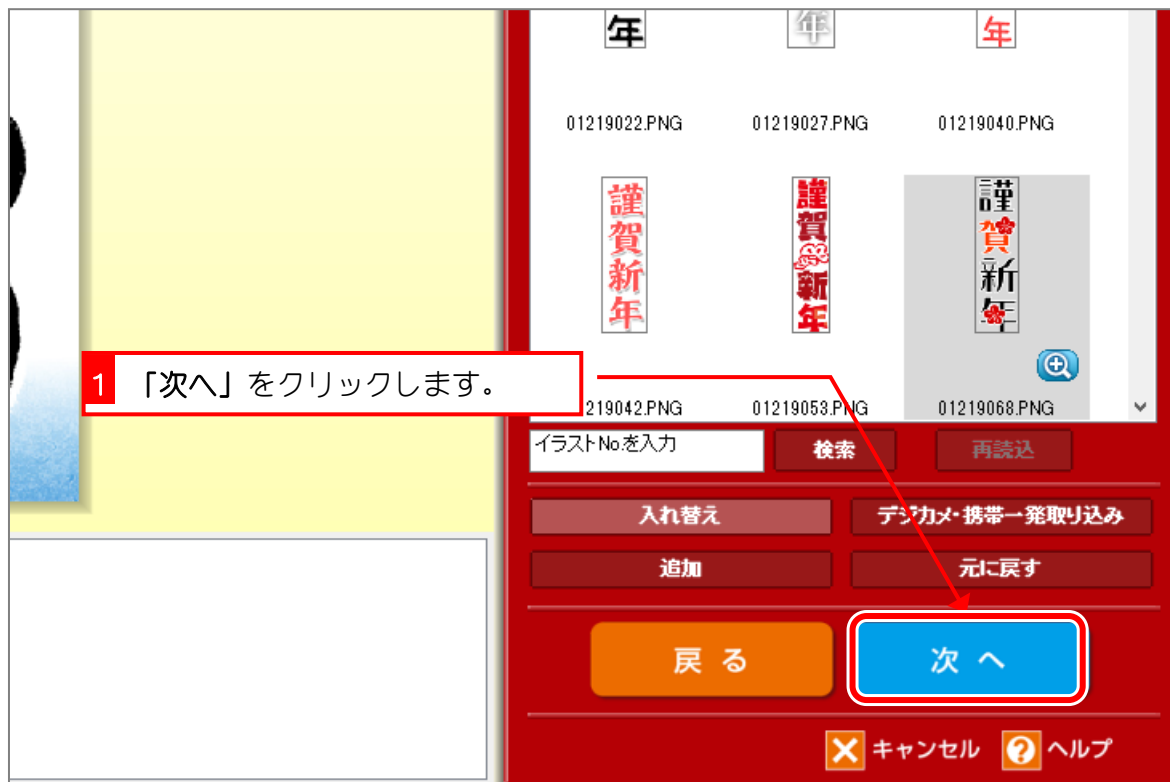 年 年 年
01219022.PNG 01219027.PNG 01219040.PNG
謹賀新年 謹賀新年 謹賀新年
1 「次へ」をクリックします。
219042.PNG 01219053.PNG 01219068.PNG
イラストNo.を入力 検索 再読込
入れ替え デジカメ・携帯一発取り込み
追加 元に戻す
戻る 次へ
キャンセル ヘルプ